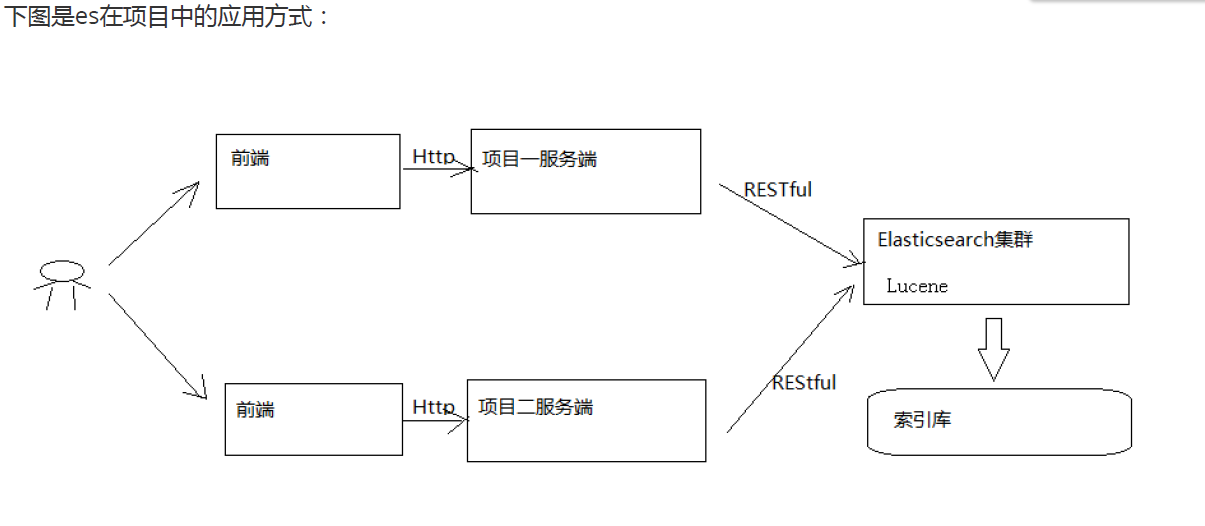 下图是es在项目中的应用方式：
前端
Http
项目一服务端
RESTful
Elasticsearch集群
Lucene
前端
Http
项目二服务端
REStful
索引库